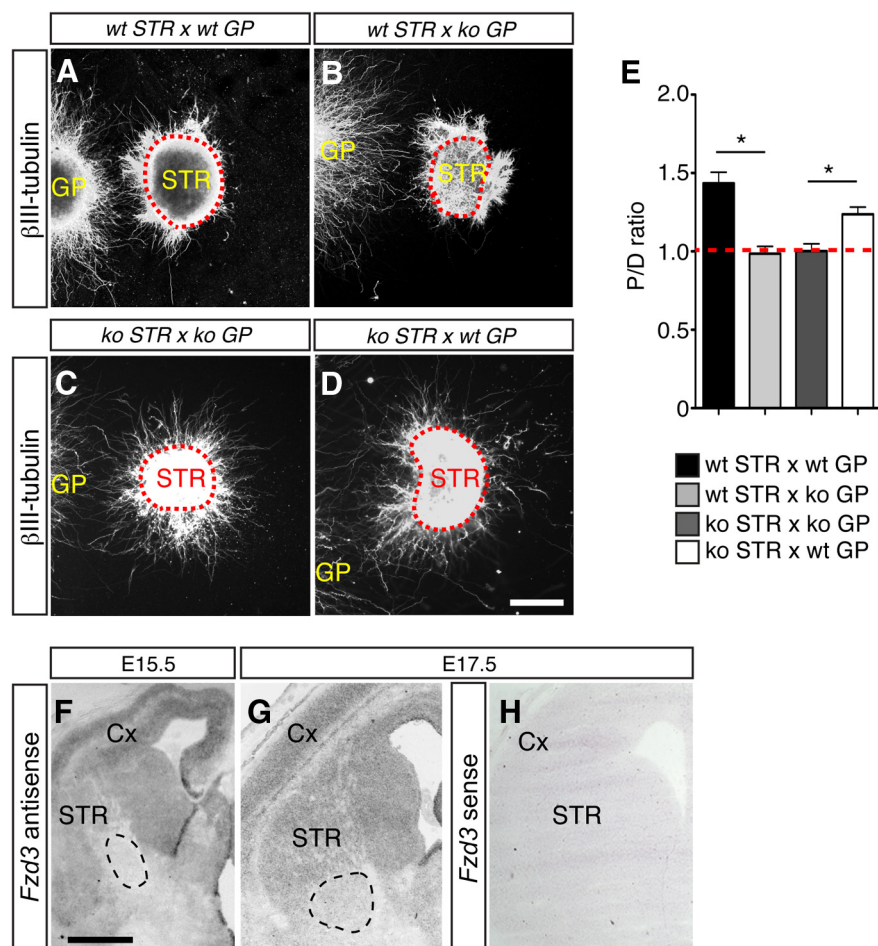 wt STR x wt GP
wt STR x ko GP
βIII-tubulin
A
GP
STR
B
GP
STR
E
2.0
1.5
1.0
0.5
0
P/D ratio
*
*
wt STR x wt GP
wt STR x ko GP
ko STR x ko GP
ko STR x wt GP
ko STR x ko GP
ko STR x wt GP
βIII-tubulin
C
GP
STR
D
GP
STR
E15.5
E17.5
Fzd3 antisense
F
Cx
STR
G
Cx
STR
Fzd3 sense
H
Cx
STR